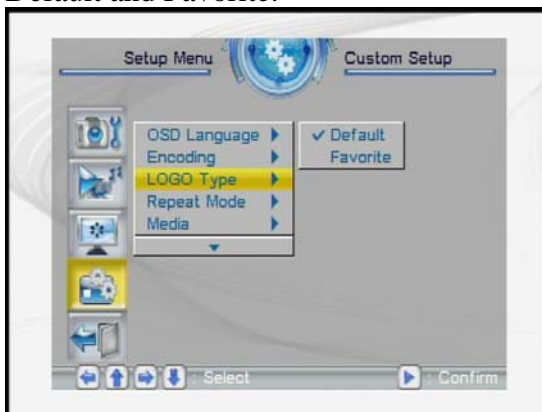 Default and Favorite.
Setup Menu
Custom Setup
OSD Language
Encoding
LOGO Type
Repeat Mode
Media
✓ Default
Favorite
: Select
: Confirm